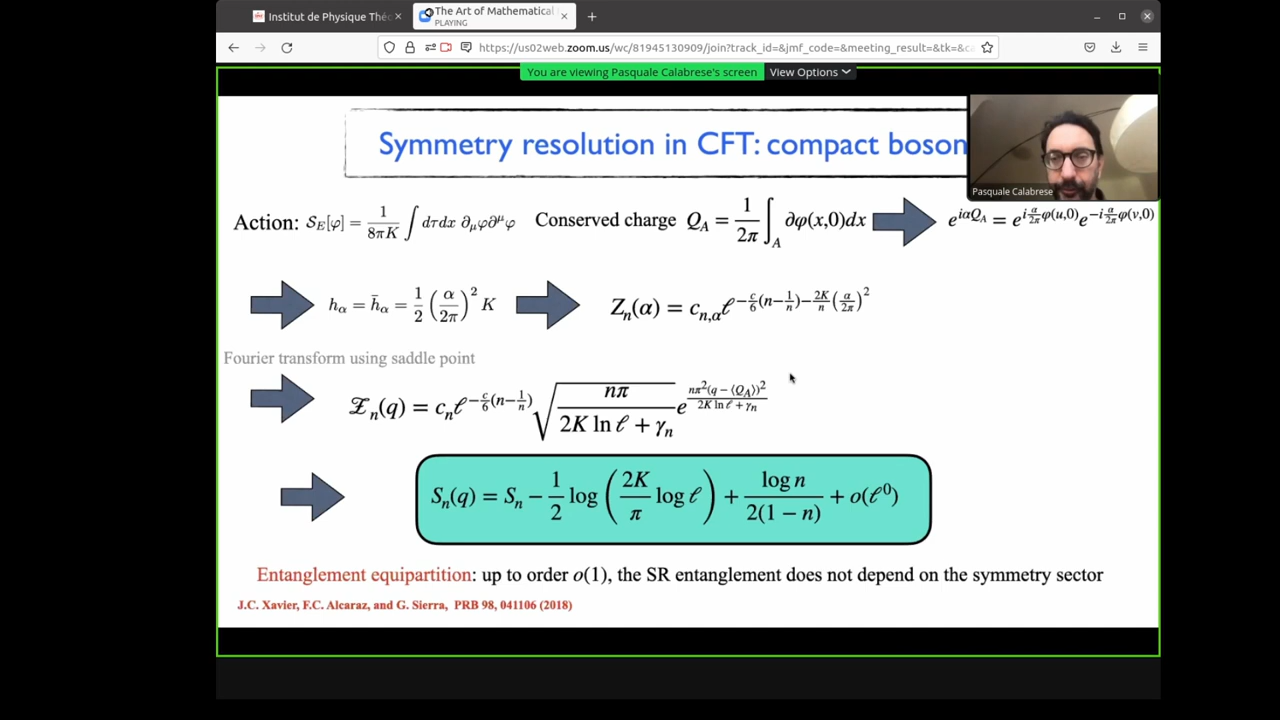 Institut de Physique Théo
The Art of Mathematical
PLAYING
https://us02web.zoom.us/wc/81945130909/join?track_id=&jmf_code=&meeting_result=&tk=&ca
You are viewing Pasquale Calabrese's screen View Options
Symmetry resolution in CFT: compact boson
Pasquale Calabrese
Action: 𝒮_E[φ] = 1/(8πK) ∫ dτdx ∂_μφ∂^μφ Conserved charge Q_A = 1/(2π) ∫_A ∂φ(x,0)dx e^{iαQ_A} = e^{i(α/2π)φ(u,0)}e^{-i(α/2π)φ(v,0)}
h_α = h̄_α = 1/2 (α/2π)^2 K Z_n(α) = c_{n,α}ℓ^{-c/6(n-1/n)-2K/n(α/2π)^2}
Fourier transform using saddle point
𝒵_n(q) = c_nℓ^{-c/6(n-1/n)} √(nπ/(2K ln ℓ + γ_n)) e^{nπ^2(q-⟨Q_A⟩)^2/(2K ln ℓ + γ_n)}
S_n(q) = S_n − 1/2 log (2K/π log ℓ) + log n/(2(1 − n)) + o(ℓ^0)
Entanglement equipartition: up to order o(1), the SR entanglement does not depend on the symmetry sector
J.C. Xavier, F.C. Alcaraz, and G. Sierra, PRB 98, 041106 (2018)